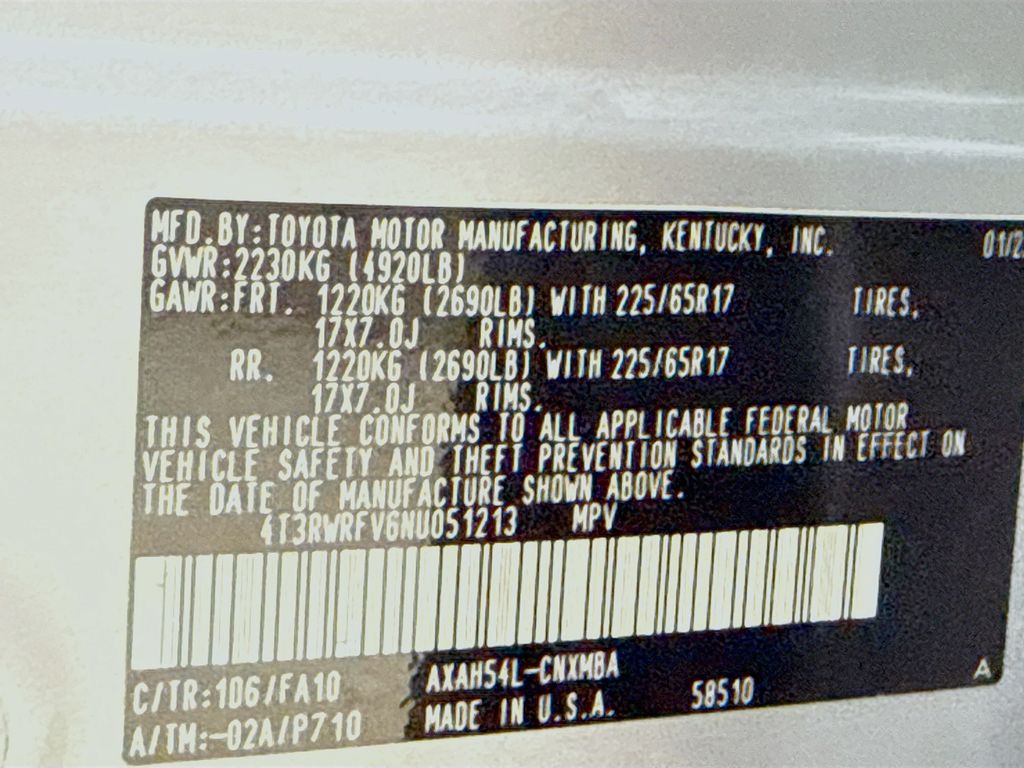 MFD.BY:TOYOTA MOTOR MANUFACTURING, KENTUCKY, INC. 01/2
GVWR:2230KG (4920LB)
GAWR:FRT. 1220KG (2690LB) WITH 225/65R17 TIRES,
17X7.0J RIMS.
RR. 1220KG (2690LB) WITH 225/65R17 TIRES,
17X7.0J RIMS.
THIS VEHICLE CONFORMS TO ALL APPLICABLE FEDERAL MOTOR
VEHICLE SAFETY AND THEFT PREVENTION STANDARDS IN EFFECT ON
THE DATE OF MANUFACTURE SHOWN ABOVE.
4T3RWRFV6NU051213 MPV
C/TR:1D6/FA10 AXAH54L-CNXMBA
A/TM:-02A/P710 MADE IN U.S.A. 58510 A